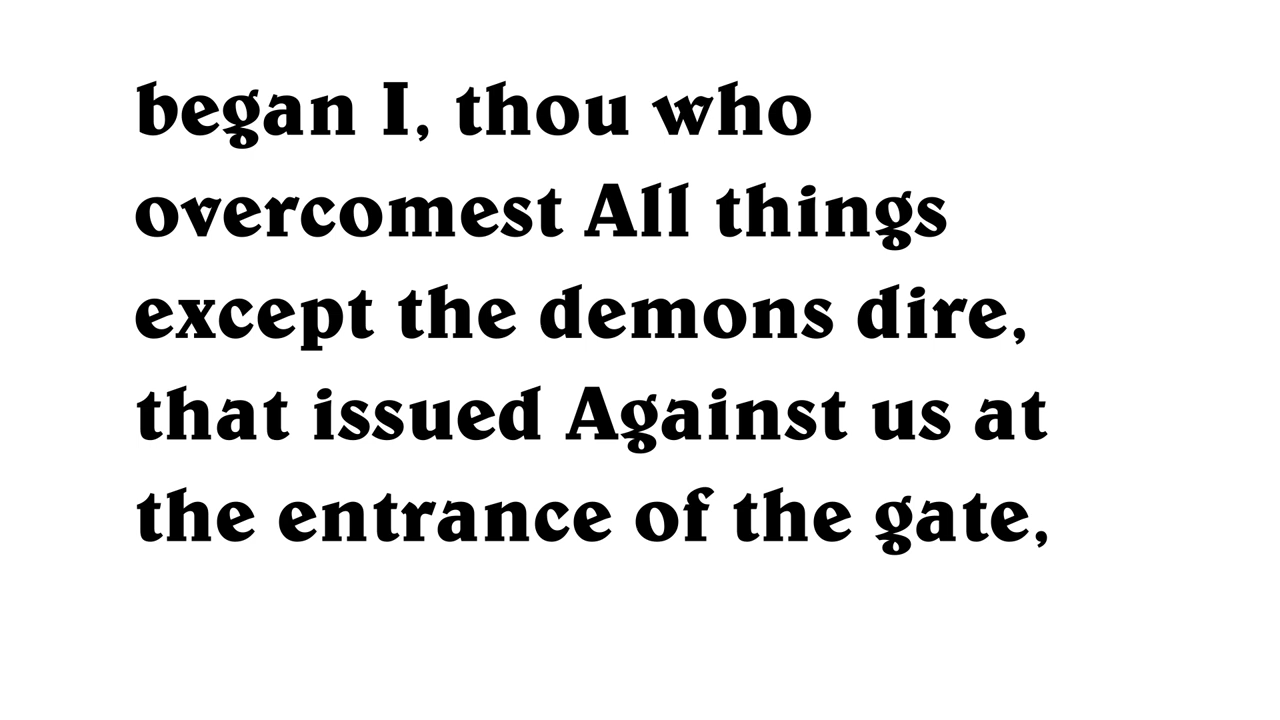 began I, thou who
overcomest All things
except the demons dire,
that issued Against us at
the entrance of the gate,